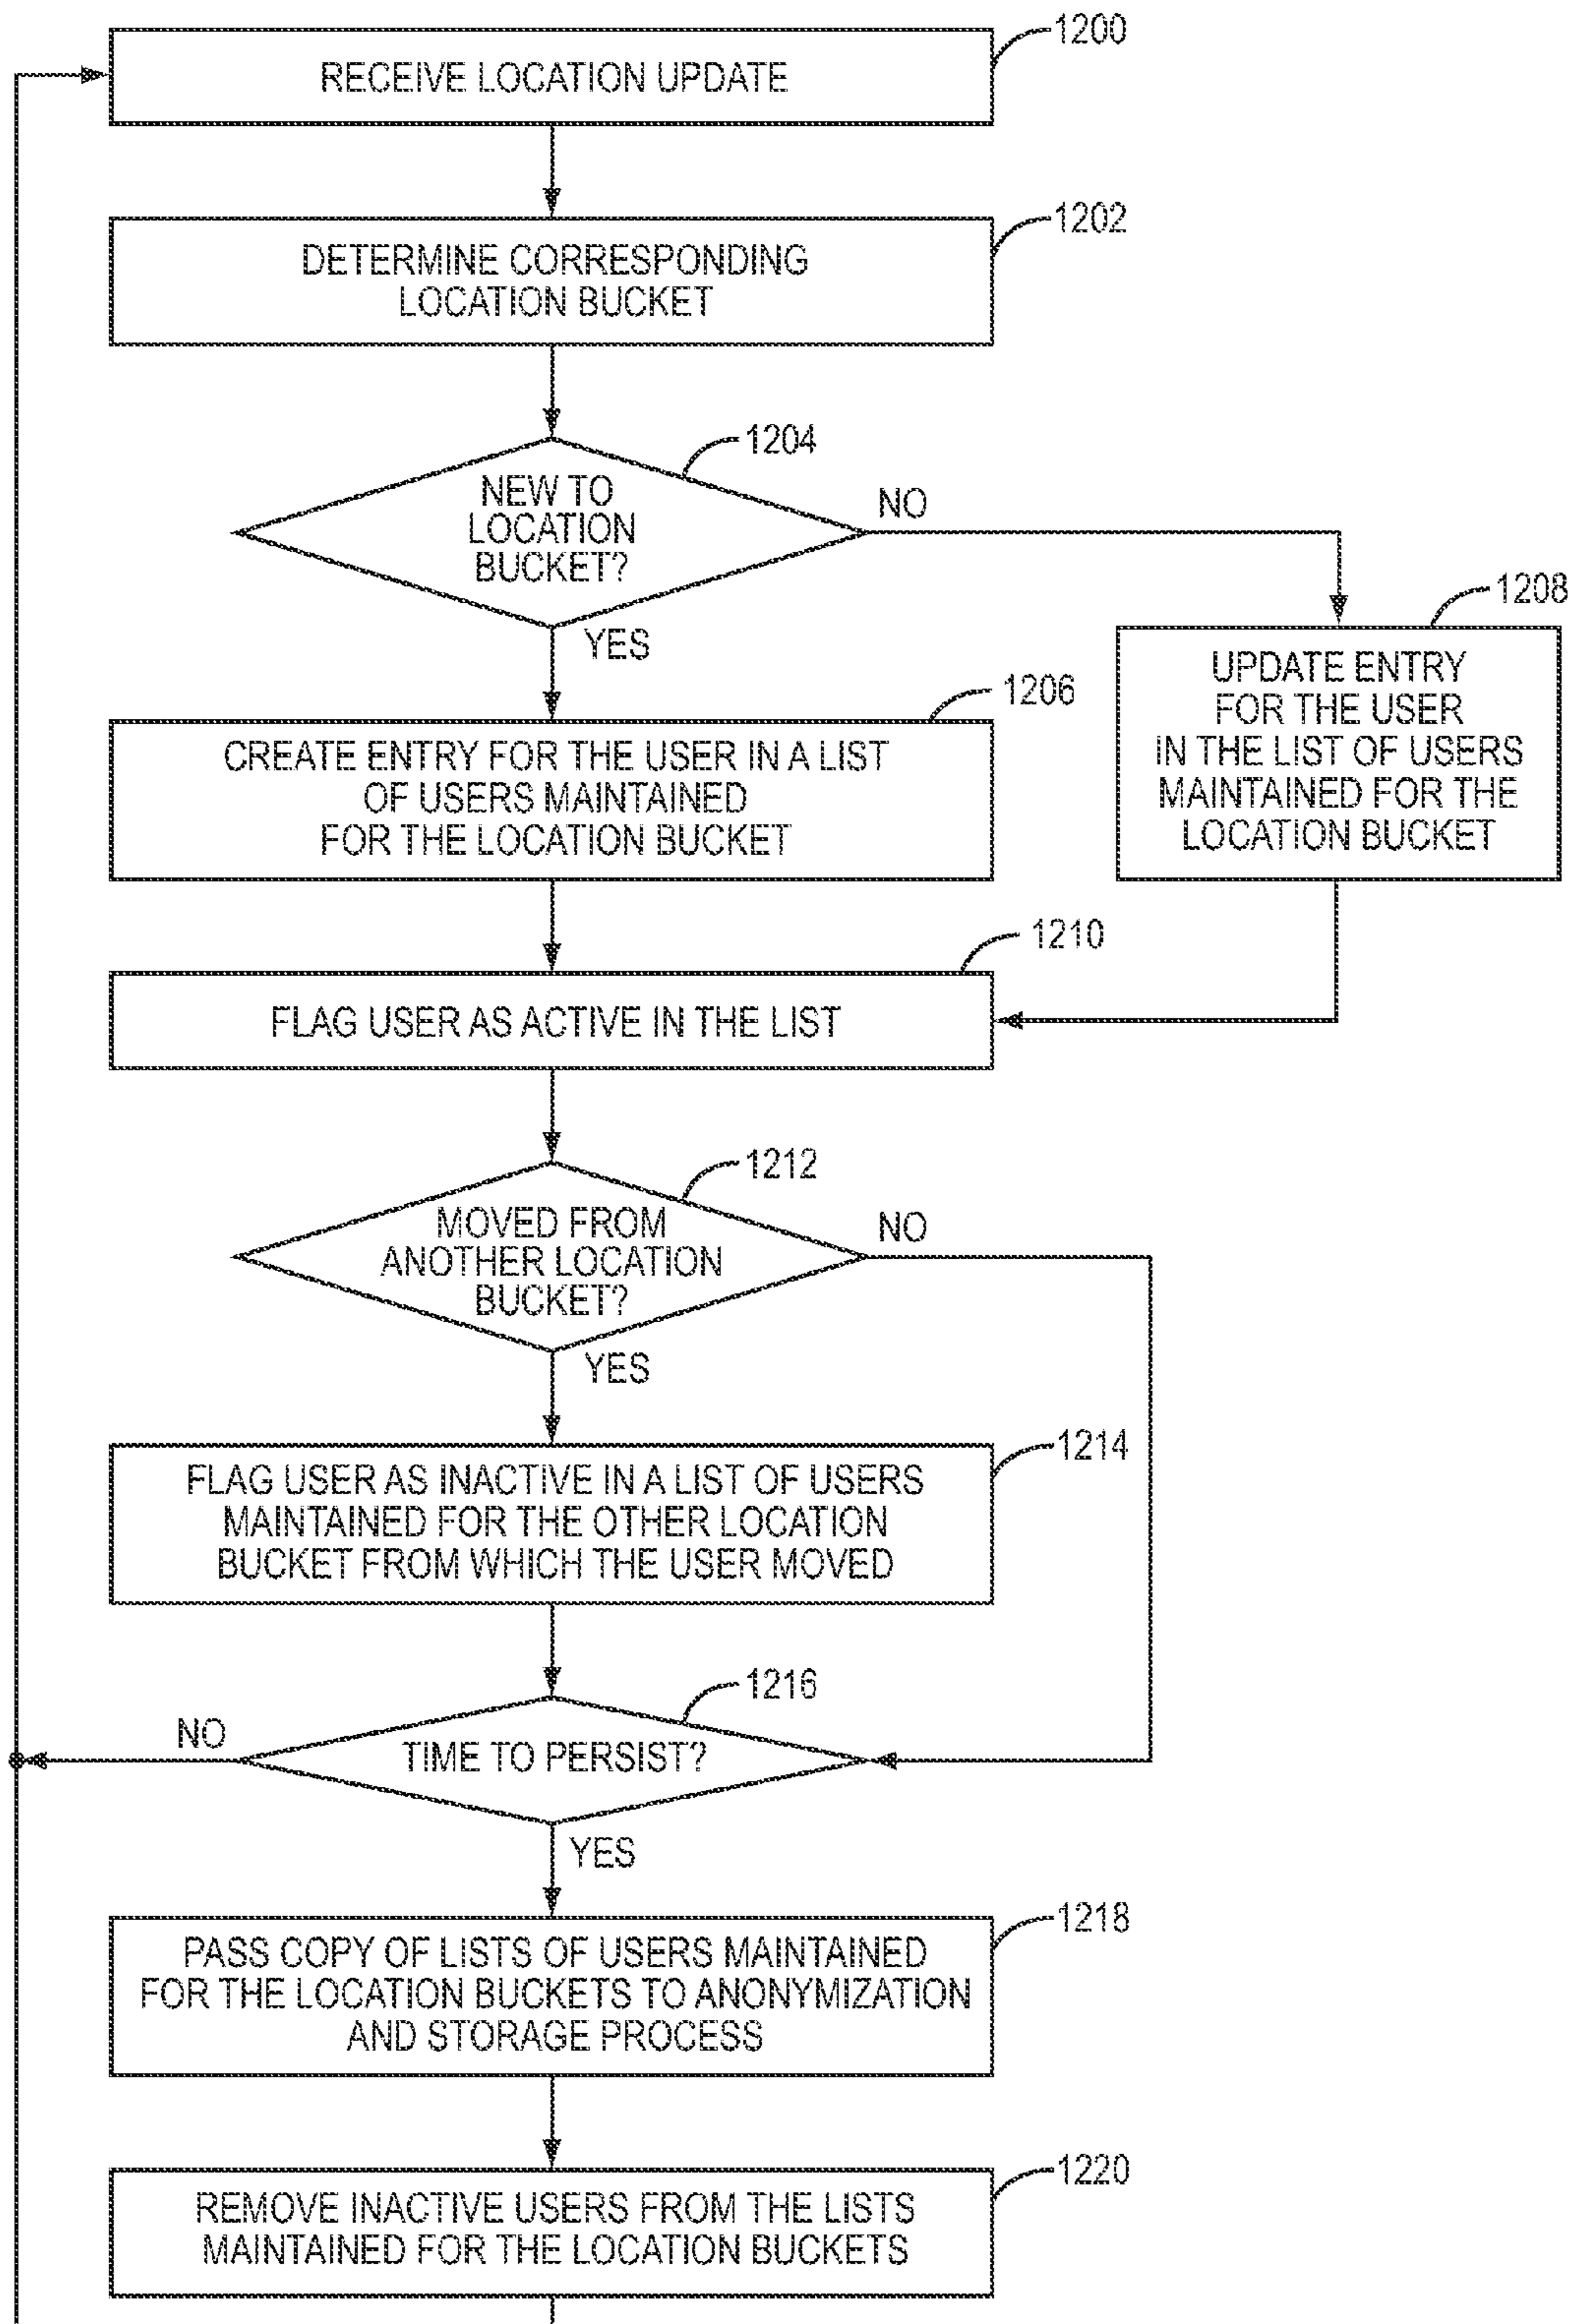 1200
RECEIVE LOCATION UPDATE
1202
DETERMINE CORRESPONDING
LOCATION BUCKET
1204
NEW TO
LOCATION
BUCKET?
NO
YES
1208
UPDATE ENTRY
FOR THE USER
IN THE LIST OF USERS
MAINTAINED FOR THE
LOCATION BUCKET
1206
CREATE ENTRY FOR THE USER IN A LIST
OF USERS MAINTAINED
FOR THE LOCATION BUCKET
1210
FLAG USER AS ACTIVE IN THE LIST
1212
MOVED FROM
ANOTHER LOCATION
BUCKET?
NO
YES
1214
FLAG USER AS INACTIVE IN A LIST OF USERS
MAINTAINED FOR THE OTHER LOCATION
BUCKET FROM WHICH THE USER MOVED
1216
NO
TIME TO PERSIST?
YES
1218
PASS COPY OF LISTS OF USERS MAINTAINED
FOR THE LOCATION BUCKETS TO ANONYMIZATION
AND STORAGE PROCESS
1220
REMOVE INACTIVE USERS FROM THE LISTS
MAINTAINED FOR THE LOCATION BUCKETS